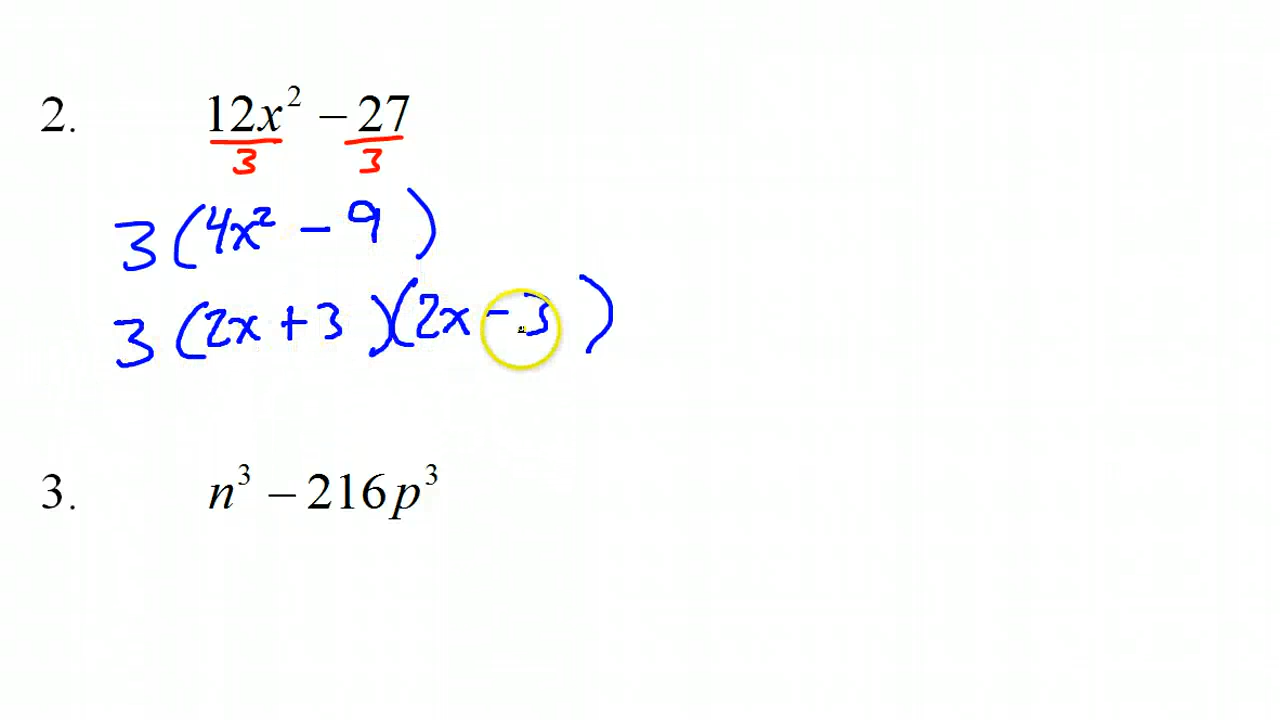 2. 12x² − 27
3 3
3 (4x² − 9 )
3 (2x + 3 )(2x − 3 )
3. n³ − 216p³